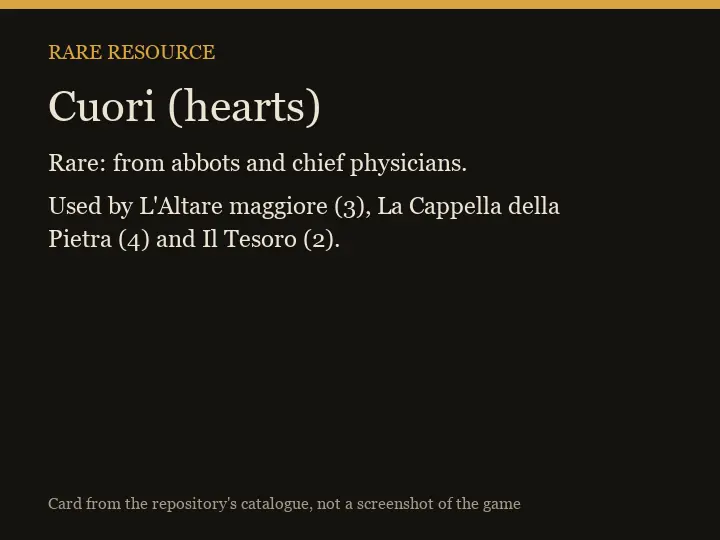 RARE RESOURCE
Cuori (hearts)
Rare: from abbots and chief physicians.
Used by L'Altare maggiore (3), La Cappella della
Pietra (4) and Il Tesoro (2).
Card from the repository's catalogue, not a screenshot of the game